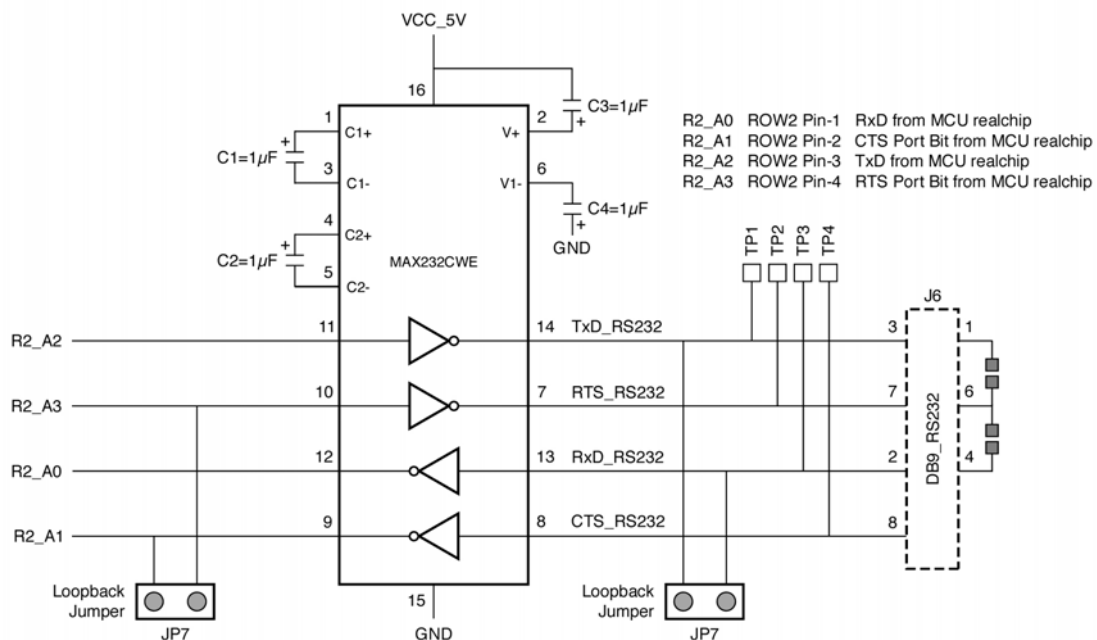 VCC_5V
16
1
C1+
C1=1µF
+
3
C1-
4
C2+
C2=1µF
+
5
C2-
2
V+
C3=1µF
+
6
V1-
C4=1µF
+
GND
MAX232CWE
R2_A0 ROW2 Pin-1 RxD from MCU realchip
R2_A1 ROW2 Pin-2 CTS Port Bit from MCU realchip
R2_A2 ROW2 Pin-3 TxD from MCU realchip
R2_A3 ROW2 Pin-4 RTS Port Bit from MCU realchip
TP1
TP2
TP3
TP4
J6
R2_A2
11
14
TxD_RS232
3
1
R2_A3
10
7
RTS_RS232
7
6
R2_A0
12
13
RxD_RS232
2
4
R2_A1
9
8
CTS_RS232
8
DB9_RS232
Loopback
Jumper
JP7
15
GND
Loopback
Jumper
JP7